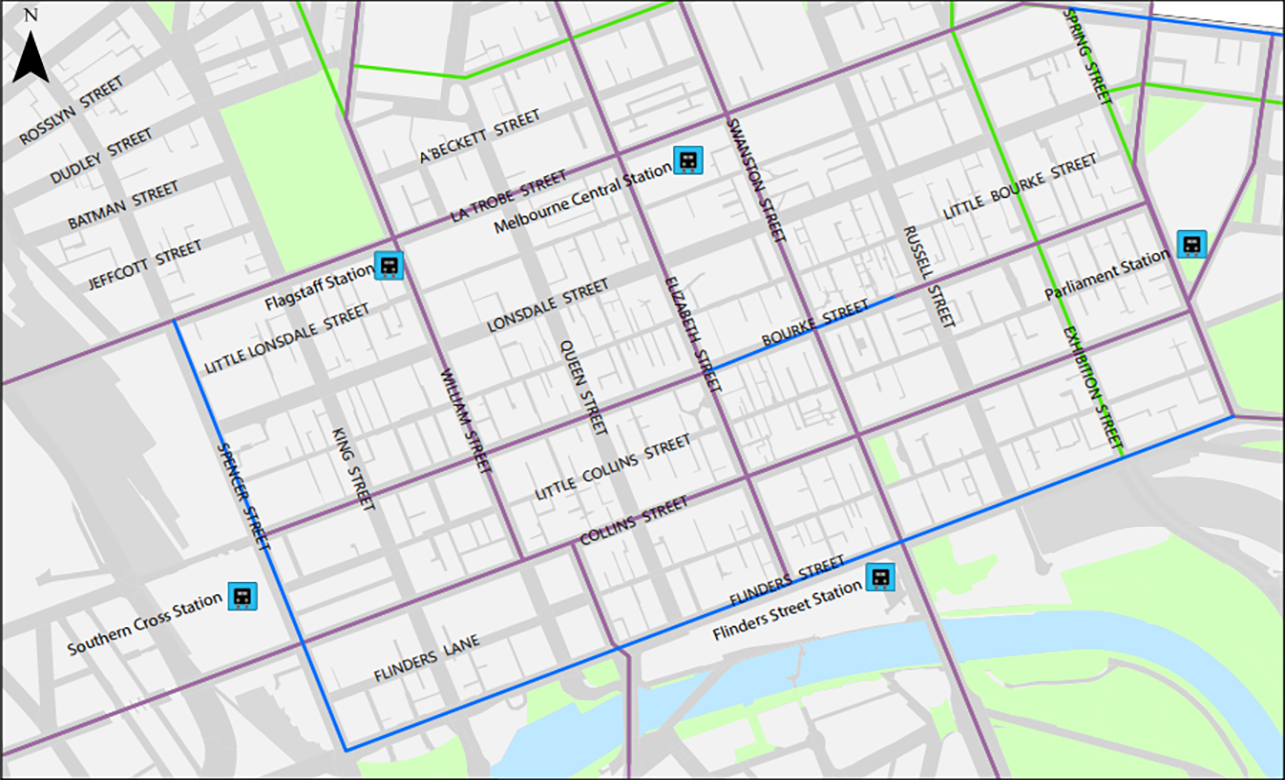 N
SPRING STREET
ROSSLYN STREET
A'BECKETT STREET
DUDLEY STREET
SWANSTON STREET
LITTLE BOURKE STREET
LA TROBE STREET
Melbourne Central Station
BATMAN STREET
JEFFCOTT STREET
Flagstaff Station
Parliament Station
RUSSELL STREET
LONSDALE STREET
LITTLE LONSDALE STREET
ELIZABETH STREET
BOURKE STREET
QUEEN STREET
EXHIBITION STREET
WILLIAM STREET
KING STREET
LITTLE COLLINS STREET
SPENCER STREET
COLLINS STREET
FLINDERS STREET
Flinders Street Station
Southern Cross Station
FLINDERS LANE